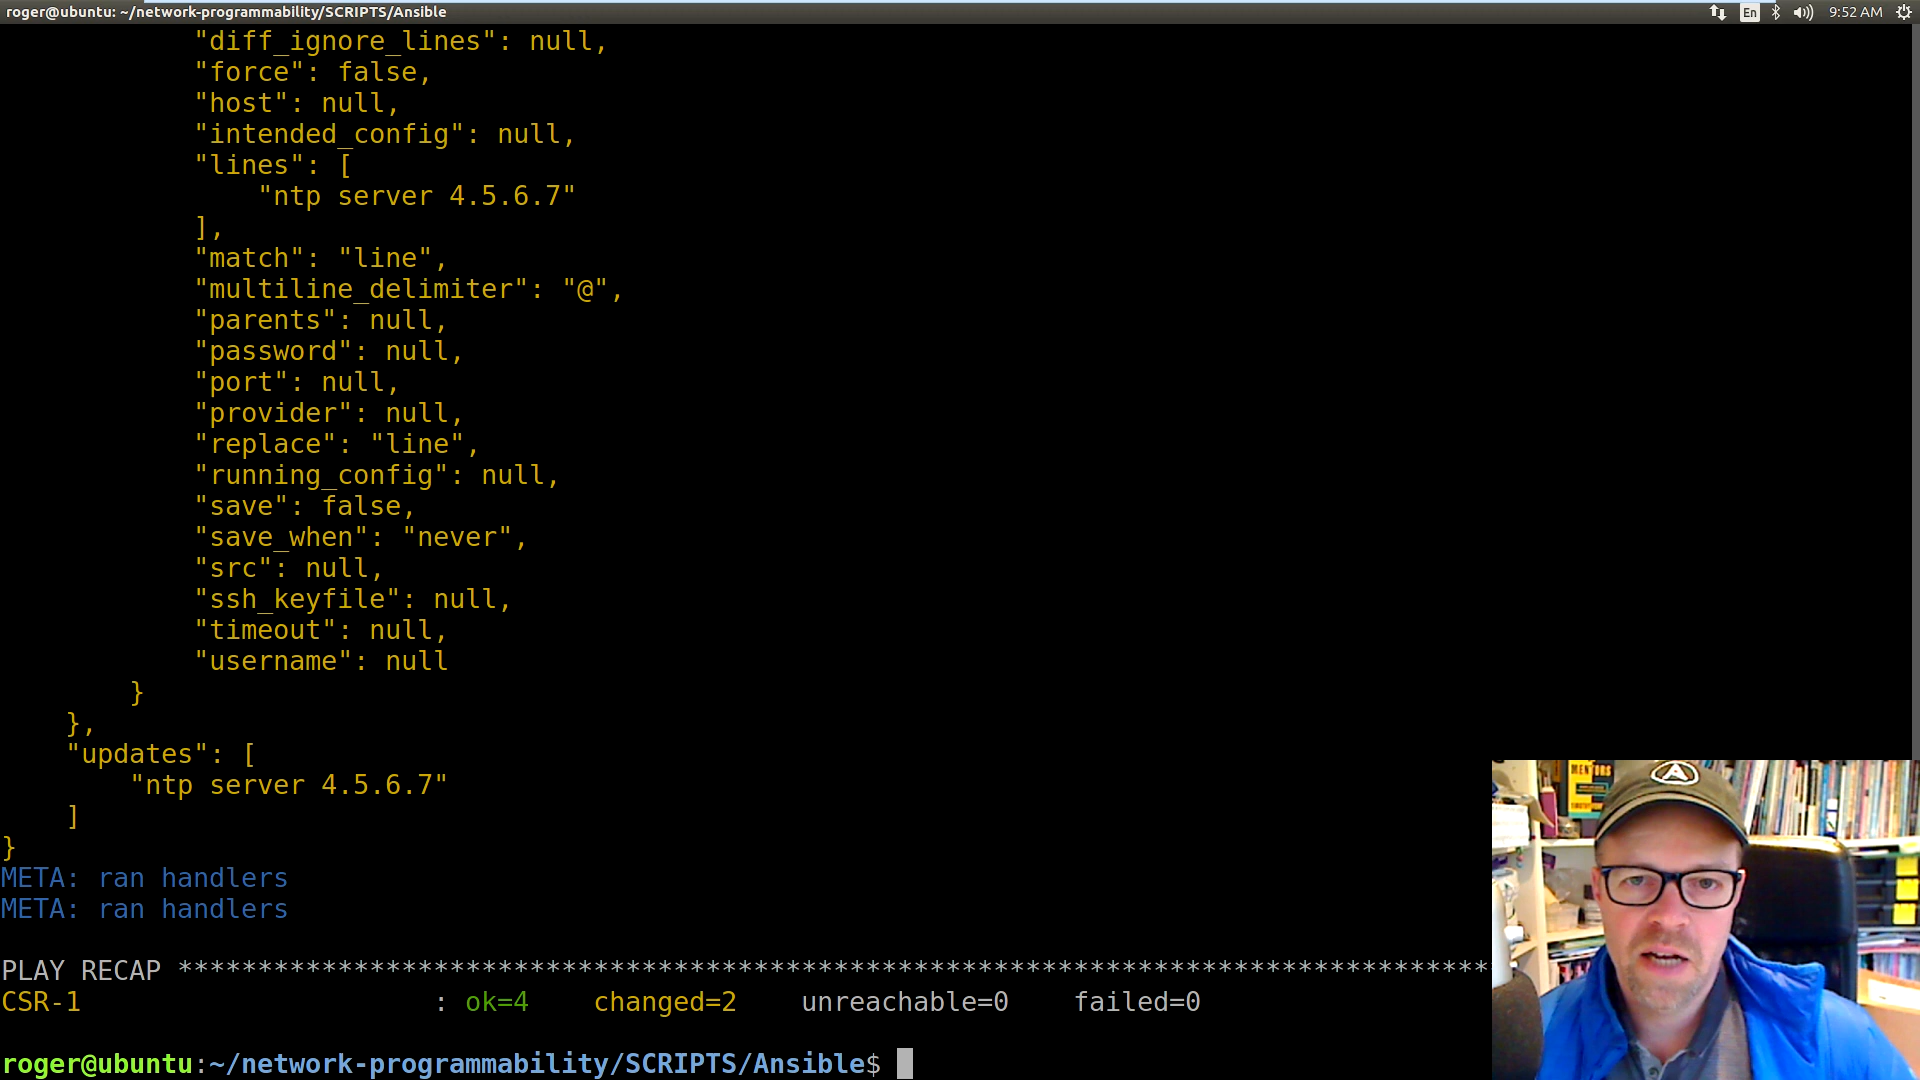 roger@ubuntu: ~/network-programmability/SCRIPTS/Ansible
En
9:52 AM
"diff_ignore_lines": null,
"force": false,
"host": null,
"intended_config": null,
"lines": [
"ntp server 4.5.6.7"
],
"match": "line",
"multiline_delimiter": "@",
"parents": null,
"password": null,
"port": null,
"provider": null,
"replace": "line",
"running_config": null,
"save": false,
"save_when": "never",
"src": null,
"ssh_keyfile": null,
"timeout": null,
"username": null
}
},
"updates": [
"ntp server 4.5.6.7"
]
}
META: ran handlers
META: ran handlers
PLAY RECAP **********************************************************************************
CSR-1 : ok=4 changed=2 unreachable=0 failed=0
roger@ubuntu:~/network-programmability/SCRIPTS/Ansible$
MENTORS